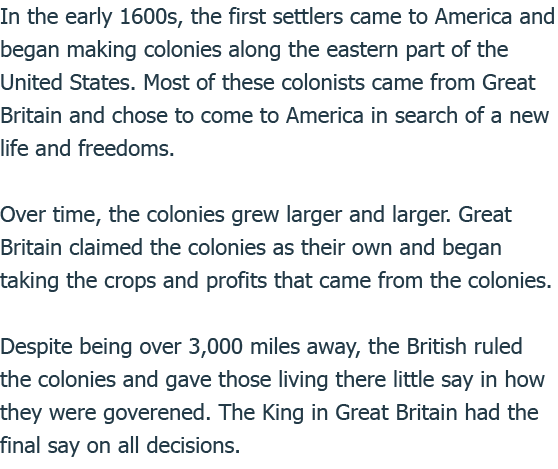 In the early 1600s, the first settlers came to America and
began making colonies along the eastern part of the
United States. Most of these colonists came from Great
Britain and chose to come to America in search of a new
life and freedoms.

Over time, the colonies grew larger and larger. Great
Britain claimed the colonies as their own and began
taking the crops and profits that came from the colonies.

Despite being over 3,000 miles away, the British ruled
the colonies and gave those living there little say in how
they were goverened. The King in Great Britain had the
final say on all decisions.